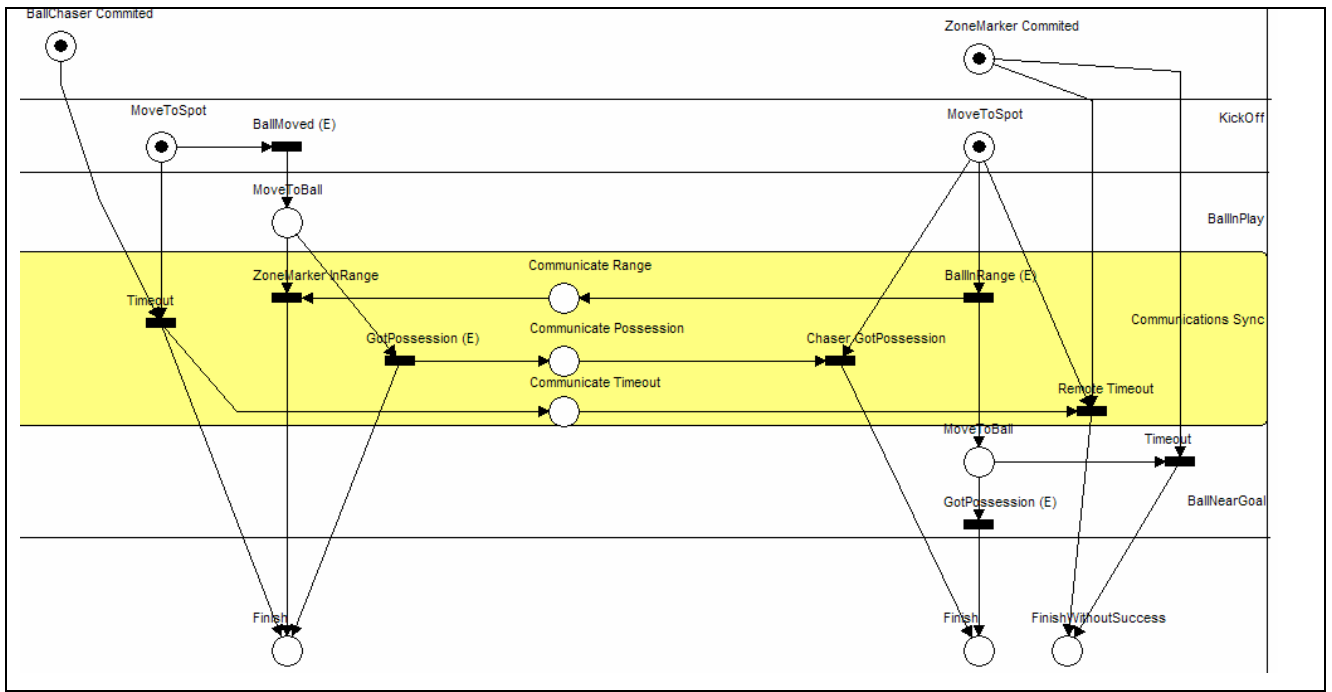 BallChaser Commited
ZoneMarker Commited
MoveToSpot
BallMoved (E)
MoveToSpot
KickOff
MoveToBall
BallInPlay
ZoneMarker InRange
Communicate Range
BallInRange (E)
Timeout
Communicate Possession
Communications Sync
GotPossession (E)
Chaser GotPossession
Communicate Timeout
Remote Timeout
MoveToBall
Timeout
GotPossession (E)
BallNearGoal
Finish
Finish
FinishWithoutSuccess